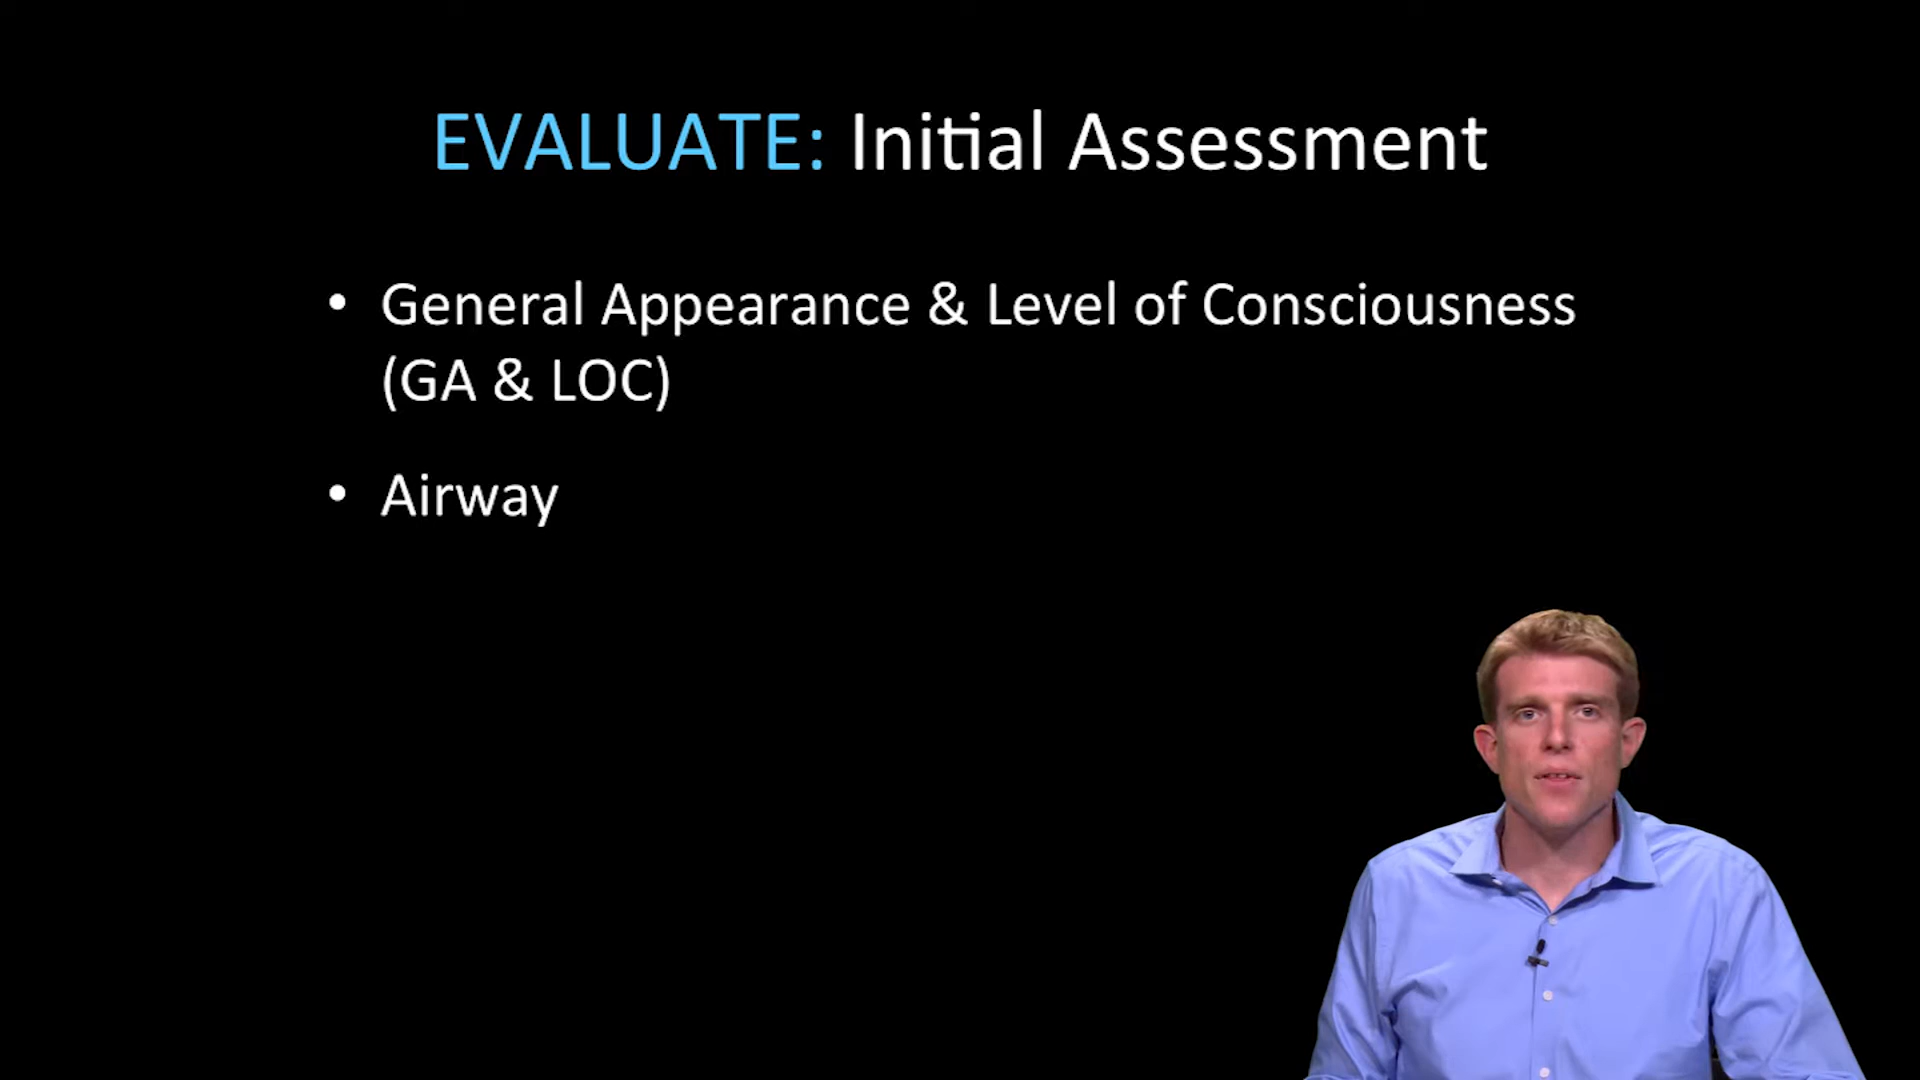 EVALUATE: Initial Assessment
• General Appearance & Level of Consciousness
(GA & LOC)
• Airway